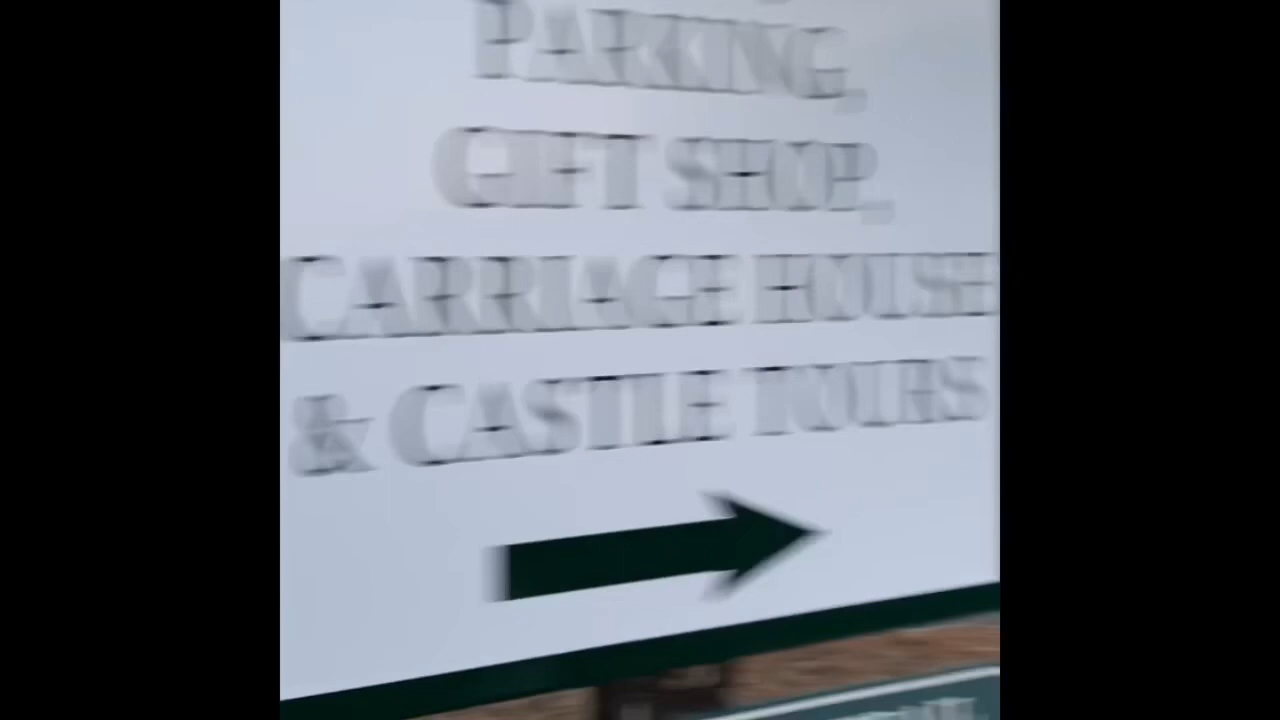 PARKING,
GIFT SHOP,
CARRIAGE HOUSE
& CASTLE TOURS